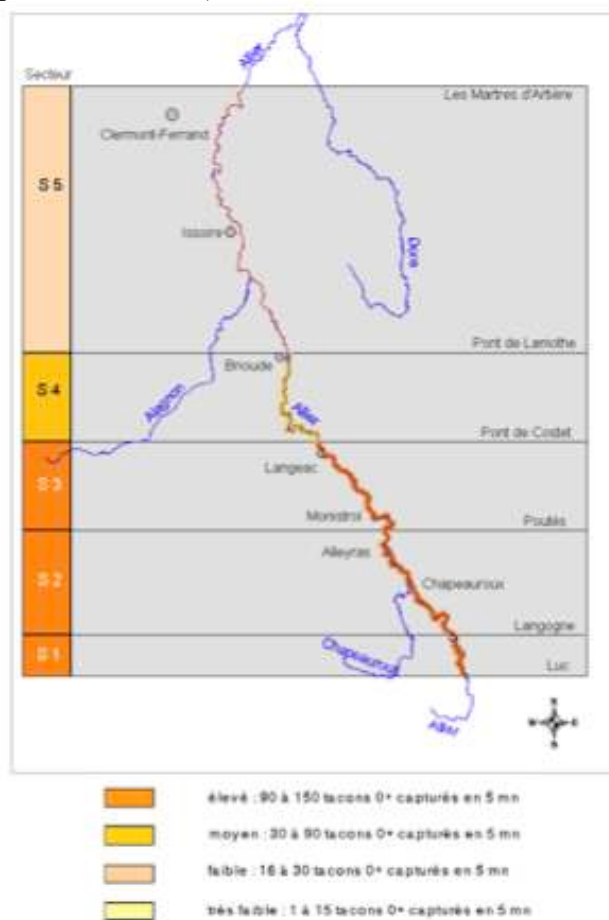 Allier
Secteur
Les Martres d'Artière
Clermont-Ferrand
S 5
Issoire
Dore
Pont de Lamothe
Brioude
S 4
Alagnon
Allier
Pont de Costet
Langeac
S 3
Monistrol
Poutès
Alleyras
S 2
Chapeauroux
Langogne
Chapeauroux
S 1
Luc
Allier
N
W
E
S
élevé : 90 à 150 tacons 0+ capturés en 5 mn
moyen : 30 à 90 tacons 0+ capturés en 5 mn
faible : 16 à 30 tacons 0+ capturés en 5 mn
très faible : 1 à 15 tacons 0+ capturés en 5 mn